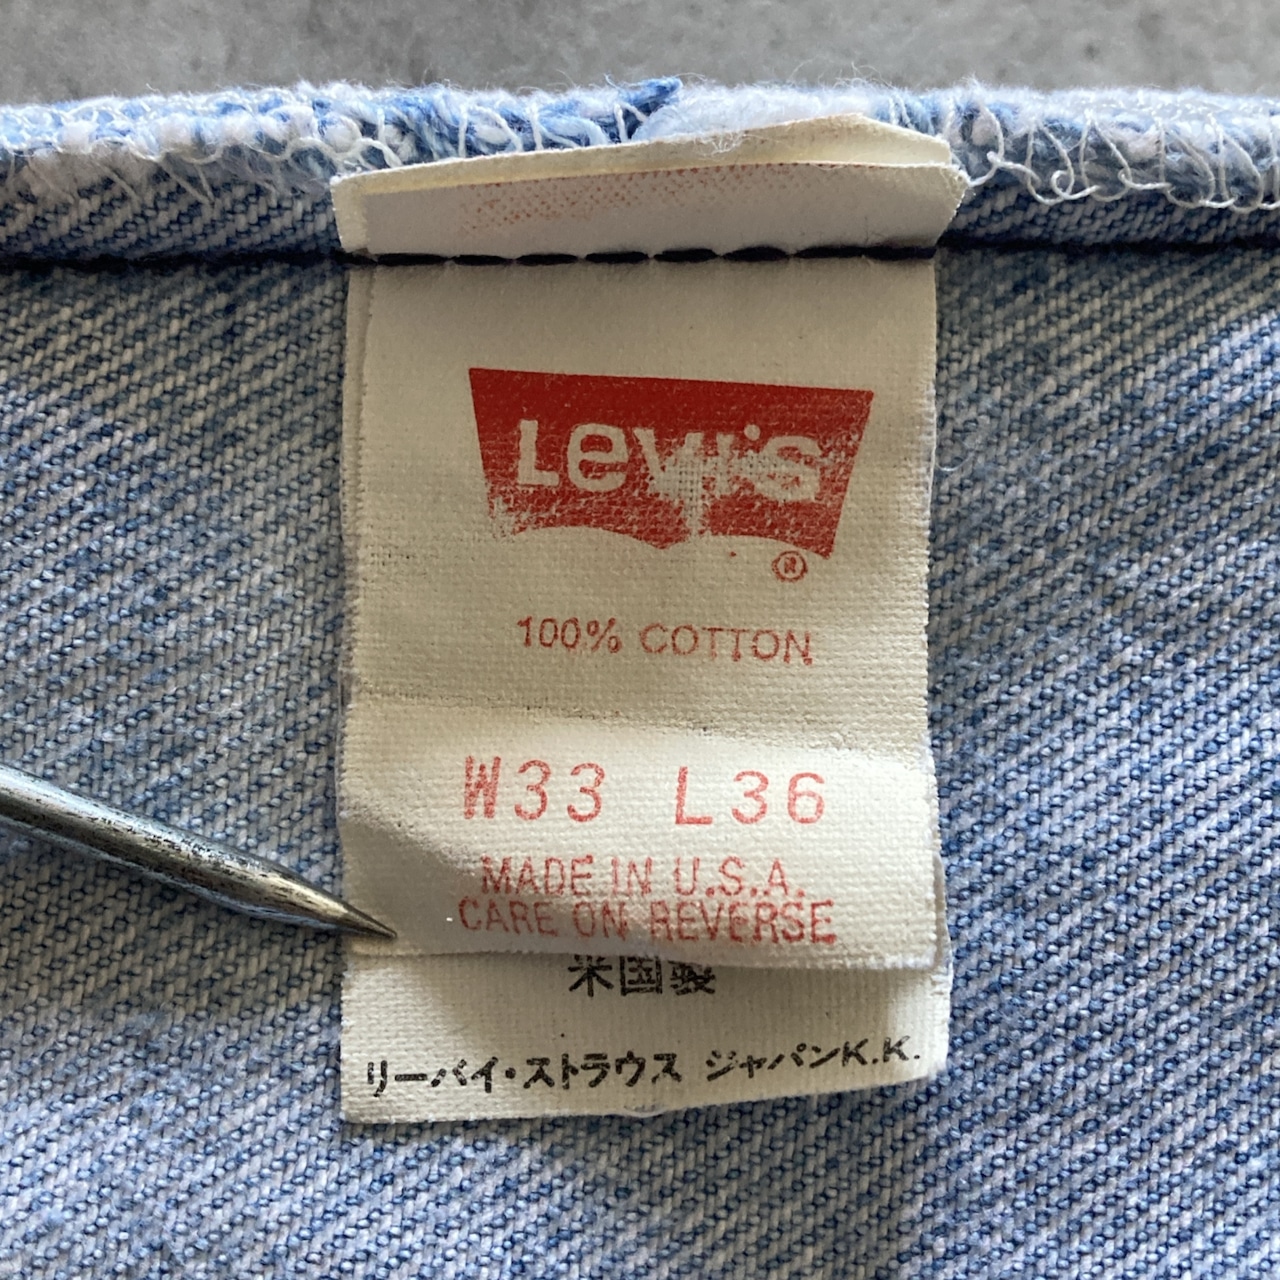 Levi's
®
100% COTTON
W33 L36
MADE IN U.S.A.
CARE ON REVERSE
米国製
リーバイ・ストラウス ジャパンK.K.